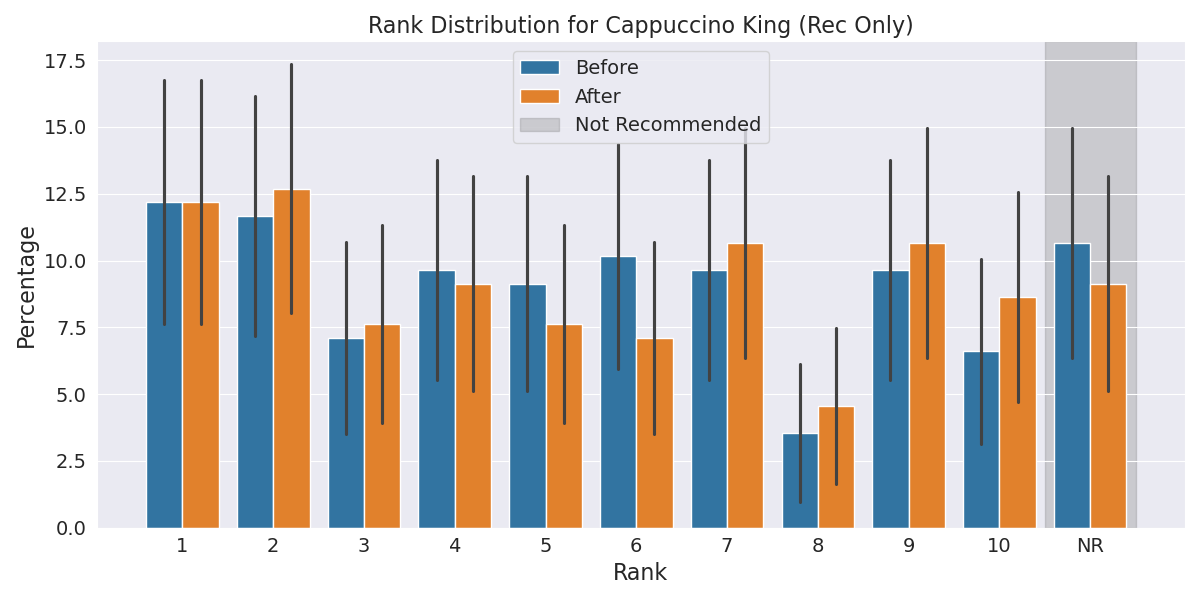 Rank Distribution for Cappuccino King (Rec Only)
Before
After
Not Recommended
17.5
15.0
12.5
10.0
7.5
5.0
2.5
0.0
Percentage
1 2 3 4 5 6 7 8 9 10 NR
Rank